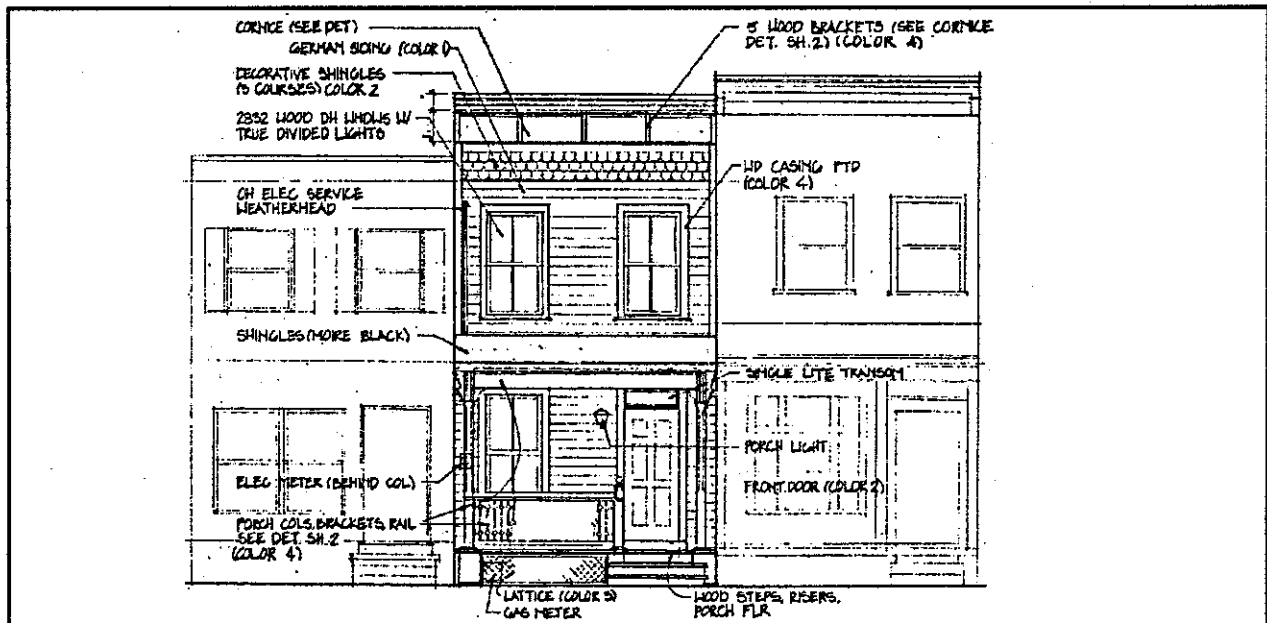 CORNICE (SEE DET)
GERMAN SIDING (COLOR 1)
DECORATIVE SHINGLES
(5 COURSES) COLOR 2
2832 WOOD DH WNDWS W/
TRUE DIVIDED LIGHTS
OH ELEC SERVICE
WEATHERHEAD
SHINGLES (MOIRE BLACK)
ELEC METER (BEHIND COL)
PORCH COLS, BRACKETS, RAIL
SEE DET. SH.2
(COLOR 4)
LATTICE (COLOR 5)
GAS METER
5 WOOD BRACKETS (SEE CORNICE
DET. SH.2) (COLOR 4)
WD CASING PTD
(COLOR 4)
SINGLE LITE TRANSOM
PORCH LIGHT
FRONT DOOR (COLOR 2)
WOOD STEPS, RISERS,
PORCH FLR